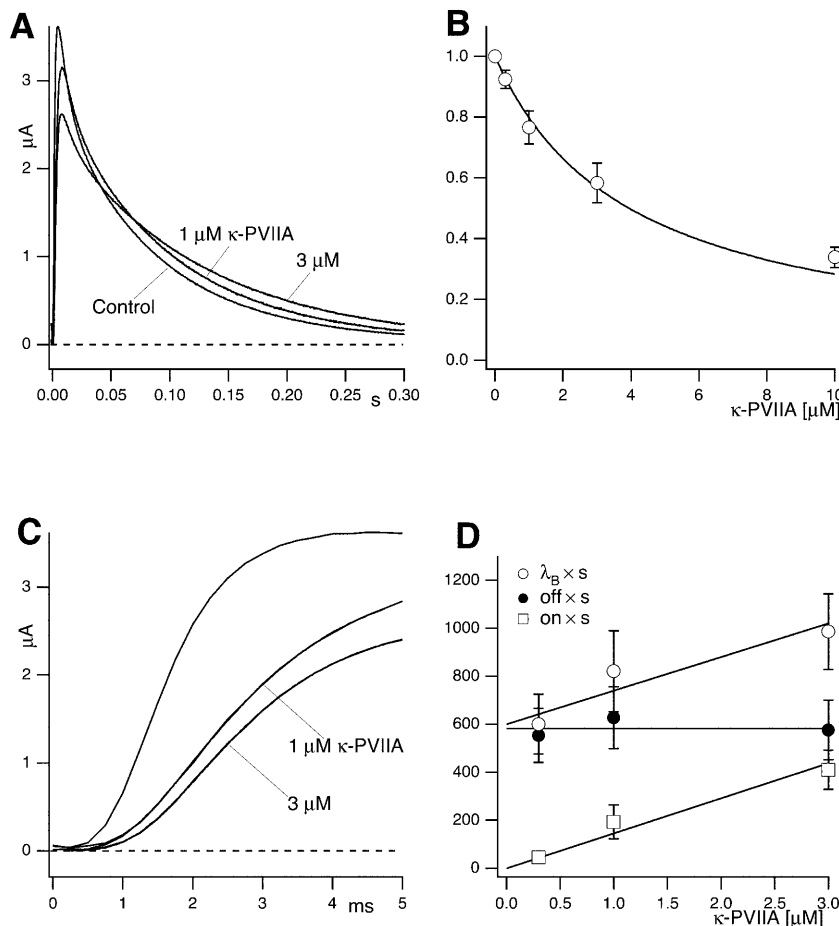 A
μA
3
2
1
0
1 μM κ-PVIIA
3 μM
Control
0.00
0.05
0.10
0.15
0.20
0.25
0.30
s
B
1.0
0.8
0.6
0.4
0.2
0.0
0
2
4
6
8
10
κ-PVIIA [μM]
C
μA
3
2
1
0
1 μM κ-PVIIA
3 μM
0
1
2
3
4
5
ms
D
λB × s
off × s
on × s
1200
1000
800
600
400
200
0
0.0
0.5
1.0
1.5
2.0
2.5
3.0
κ-PVIIA [μM]